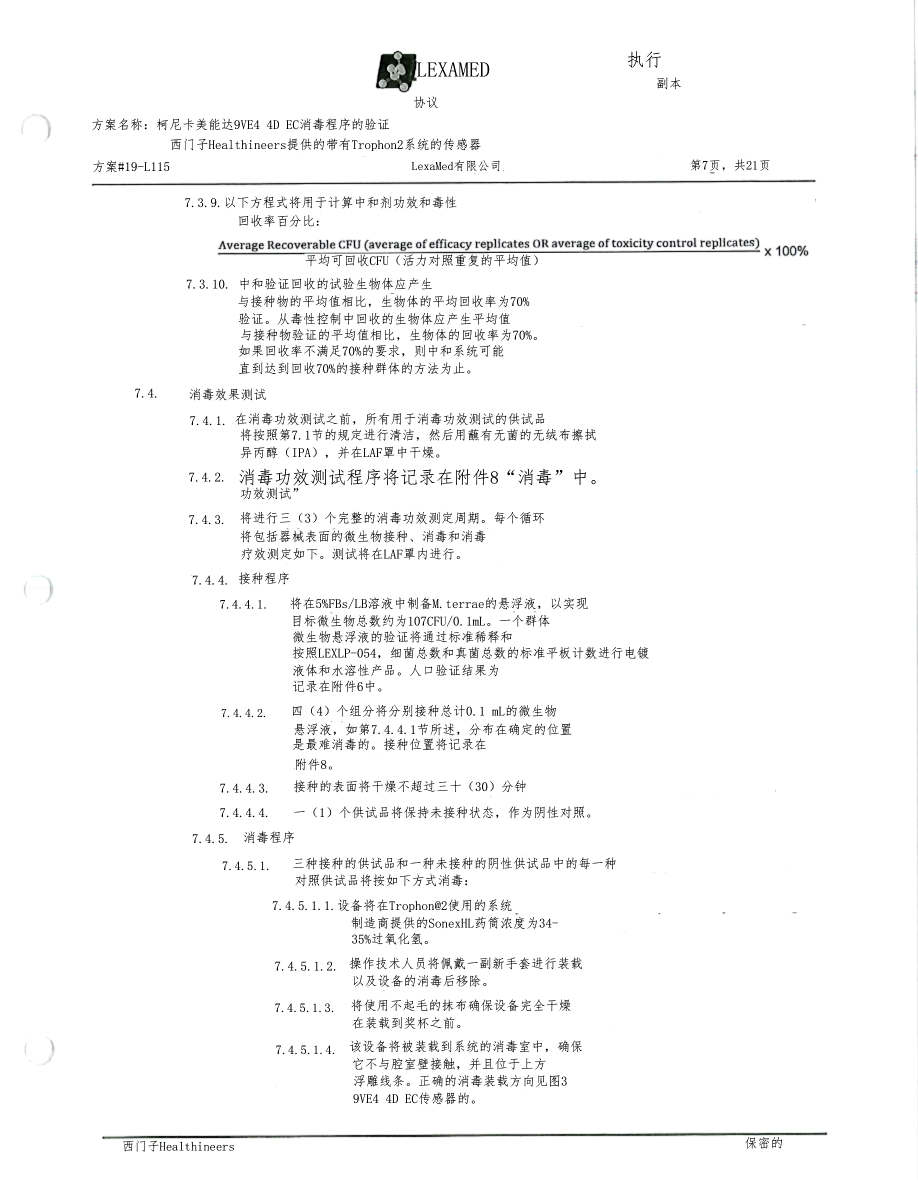 LEXAMED
执行
副本
协议
方案名称：柯尼卡美能达9VE4 4D EC消毒程序的验证
西门子Healthineers提供的带有Trophon2系统的传感器
方案#19-L115 LexaMed有限公司 第7页，共21页
7.3.9.以下方程式将用于计算中和剂功效和毒性
回收率百分比：
Average Recoverable CFU (average of efficacy replicates OR average of toxicity control replicates) x 100%
平均可回收CFU（活力对照重复的平均值）
7.3.10. 中和验证回收的试验生物体应产生
与接种物的平均值相比，生物体的平均回收率为70%
验证。从毒性控制中回收的生物体应产生平均值
与接种物验证的平均值相比，生物体的回收率为70%。
如果回收率不满足70%的要求，则中和系统可能
直到达到回收70%的接种群体的方法为止。
7.4. 消毒效果测试
7.4.1. 在消毒功效测试之前，所有用于消毒功效测试的供试品
将按照第7.1节的规定进行清洁，然后用蘸有无菌的无绒布擦拭
异丙醇（IPA），并在LAF罩中干燥。
7.4.2. 消毒功效测试程序将记录在附件8“消毒”中。
功效测试”
7.4.3. 将进行三（3）个完整的消毒功效测定周期。每个循环
将包括器械表面的微生物接种、消毒和消毒
疗效测定如下。测试将在LAF罩内进行。
7.4.4. 接种程序
7.4.4.1. 将在5%FBs/LB溶液中制备M.terrae的悬浮液，以实现
目标微生物总数约为107CFU/0.1mL。一个群体
微生物悬浮液的验证将通过标准稀释和
按照LEXLP-054，细菌总数和真菌总数的标准平板计数进行电镀
液体和水溶性产品。人口验证结果为
记录在附件6中。
7.4.4.2. 四（4）个组分将分别接种总计0.1 mL的微生物
悬浮液，如第7.4.4.1节所述，分布在确定的位置
是最难消毒的。接种位置将记录在
附件8。
7.4.4.3. 接种的表面将干燥不超过三十（30）分钟
7.4.4.4. 一（1）个供试品将保持未接种状态，作为阴性对照。
7.4.5. 消毒程序
7.4.5.1. 三种接种的供试品和一种未接种的阴性供试品中的每一种
对照供试品将按如下方式消毒：
7.4.5.1.1.设备将在Trophon@2使用的系统
制造商提供的SonexHL药筒浓度为34-
35%过氧化氢。
7.4.5.1.2. 操作技术人员将佩戴一副新手套进行装载
以及设备的消毒后移除。
7.4.5.1.3. 将使用不起毛的抹布确保设备完全干燥
在装载到奖杯之前。
7.4.5.1.4. 该设备将被装载到系统的消毒室中，确保
它不与腔室壁接触，并且位于上方
浮雕线条。正确的消毒装载方向见图3
9VE4 4D EC传感器的。
西门子Healthineers 保密的